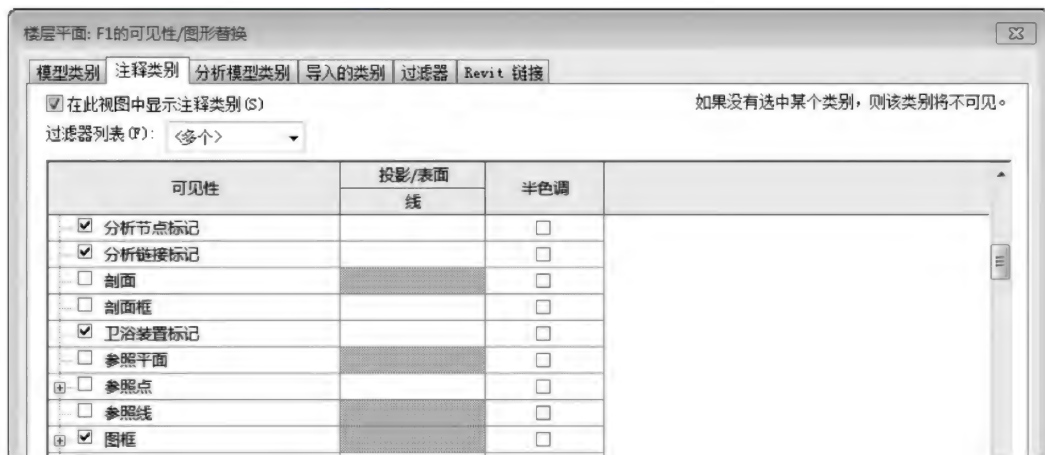 楼层平面: F1的可见性/图形替换
模型类别 注释类别 分析模型类别 导入的类别 过滤器 Revit 链接
在此视图中显示注释类别(S) 如果没有选中某个类别，则该类别将不可见。
过滤器列表(F): <多个>
可见性 投影/表面 半色调
线
分析节点标记
分析链接标记
剖面
剖面框
卫浴装置标记
参照平面
参照点
参照线
图框